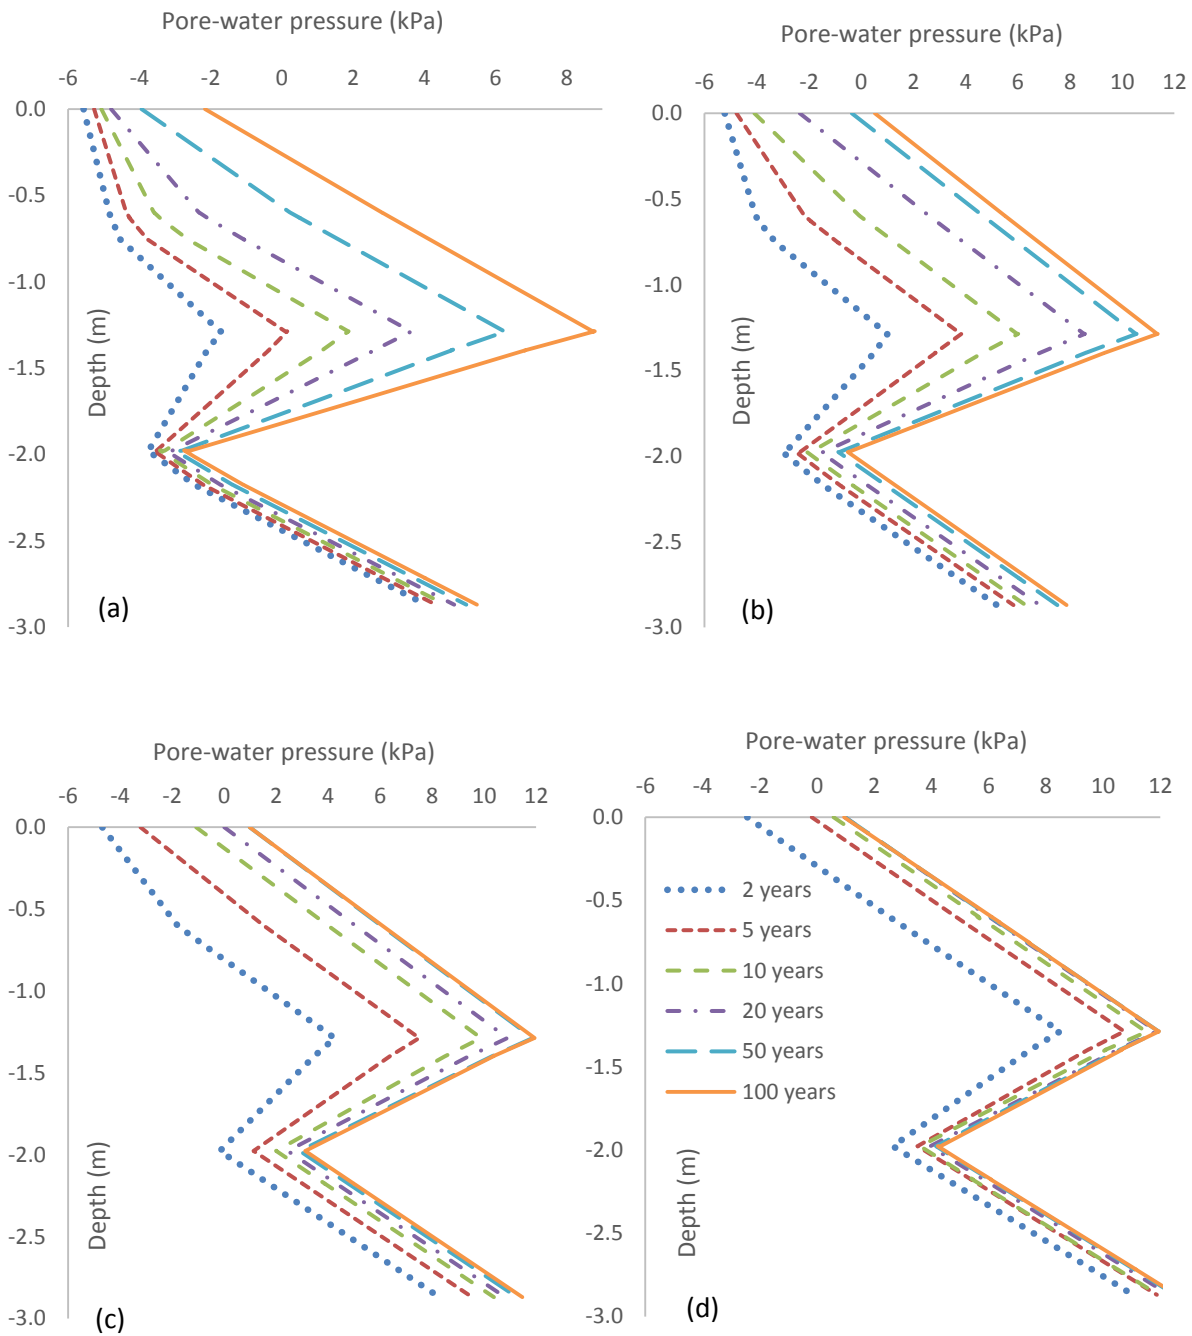 Pore-water pressure (kPa)
-6 -4 -2 0 2 4 6 8
0.0
-0.5
-1.0
-1.5
-2.0
-2.5
-3.0
Depth (m)
(a)
Pore-water pressure (kPa)
-6 -4 -2 0 2 4 6 8 10 12
0.0
-0.5
-1.0
-1.5
-2.0
-2.5
-3.0
Depth (m)
(b)
Pore-water pressure (kPa)
-6 -4 -2 0 2 4 6 8 10 12
0.0
-0.5
-1.0
-1.5
-2.0
-2.5
-3.0
Depth (m)
(c)
Pore-water pressure (kPa)
-6 -4 -2 0 2 4 6 8 10 12
0.0
-0.5
-1.0
-1.5
-2.0
-2.5
-3.0
Depth (m)
2 years
5 years
10 years
20 years
50 years
100 years
(d)